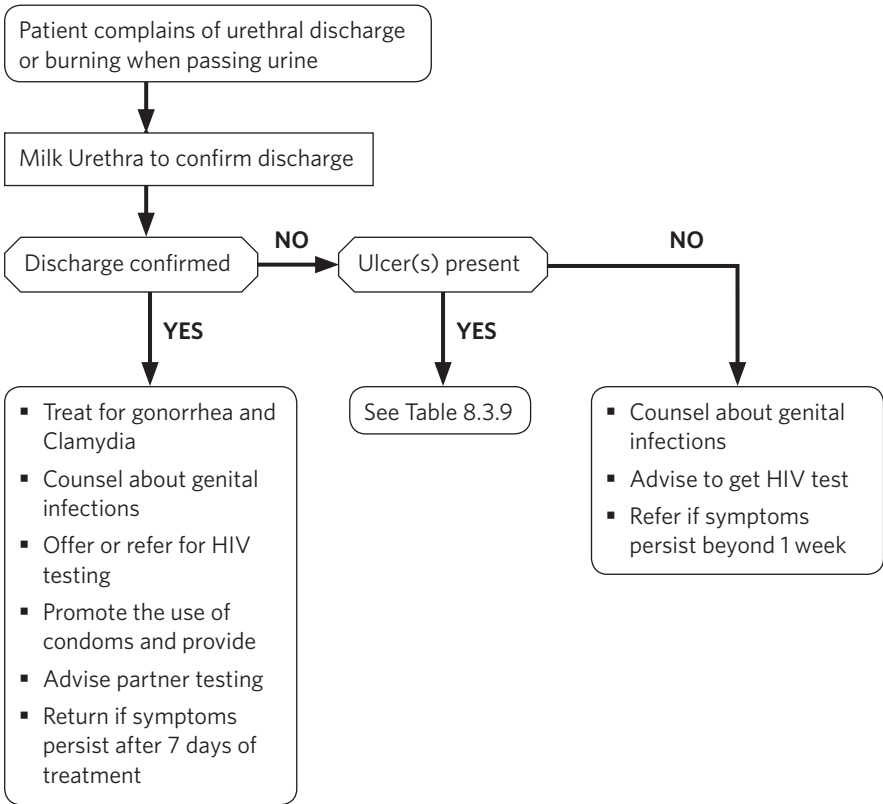 Patient complains of urethral discharge
or burning when passing urine
Milk Urethra to confirm discharge
Discharge confirmed
NO
Ulcer(s) present
NO
YES
YES
▪ Treat for gonorrhea and
Clamydia
▪ Counsel about genital
infections
▪ Offer or refer for HIV
testing
▪ Promote the use of
condoms and provide
▪ Advise partner testing
▪ Return if symptoms
persist after 7 days of
treatment
See Table 8.3.9
▪ Counsel about genital
infections
▪ Advise to get HIV test
▪ Refer if symptoms
persist beyond 1 week